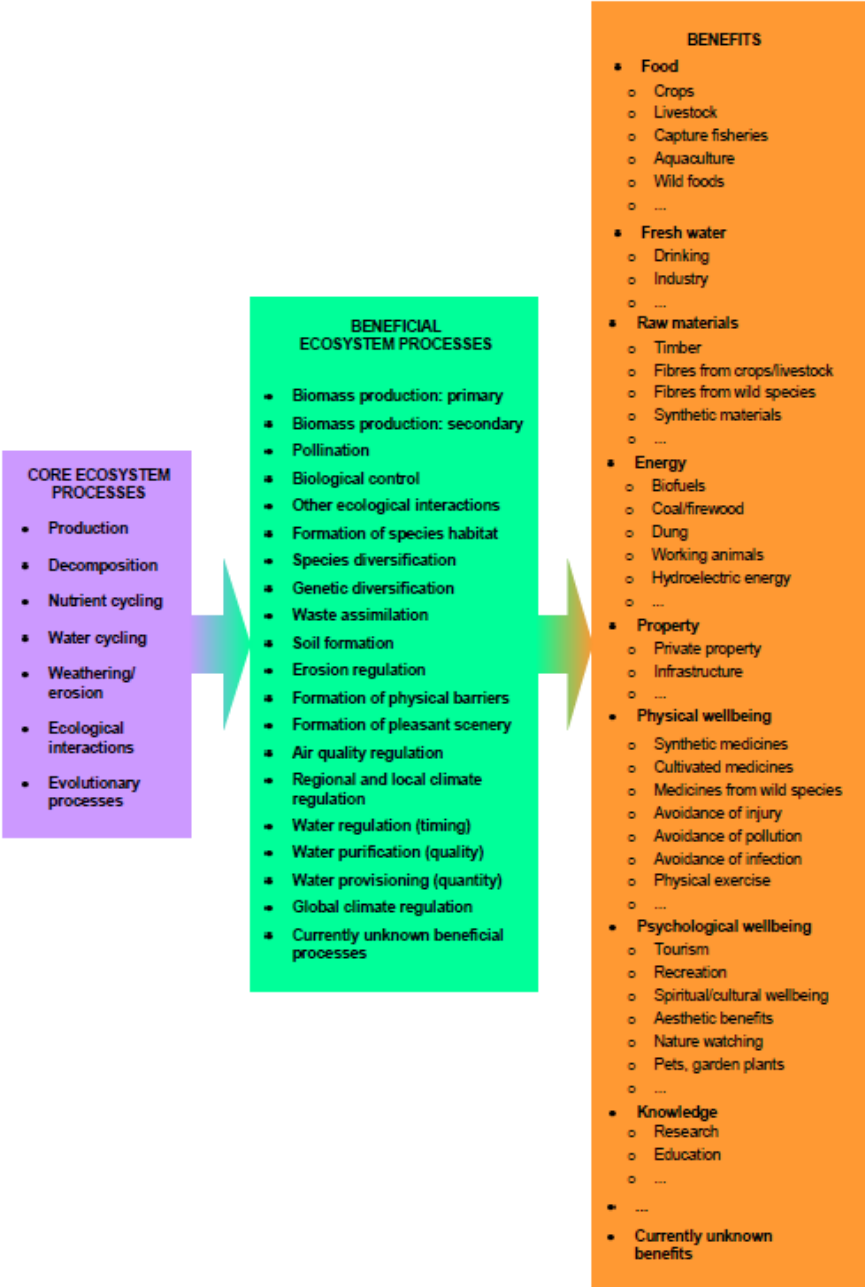 CORE ECOSYSTEM
PROCESSES
• Production
• Decomposition
• Nutrient cycling
• Water cycling
• Weathering/
erosion
• Ecological
interactions
• Evolutionary
processes
BENEFICIAL
ECOSYSTEM PROCESSES
• Biomass production: primary
• Biomass production: secondary
• Pollination
• Biological control
• Other ecological interactions
• Formation of species habitat
• Species diversification
• Genetic diversification
• Waste assimilation
• Soil formation
• Erosion regulation
• Formation of physical barriers
• Formation of pleasant scenery
• Air quality regulation
• Regional and local climate
regulation
• Water regulation (timing)
• Water purification (quality)
• Water provisioning (quantity)
• Global climate regulation
• Currently unknown beneficial
processes
BENEFITS
• Food
o Crops
o Livestock
o Capture fisheries
o Aquaculture
o Wild foods
o ...
• Fresh water
o Drinking
o Industry
o ...
• Raw materials
o Timber
o Fibres from crops/livestock
o Fibres from wild species
o Synthetic materials
o ...
• Energy
o Biofuels
o Coal/firewood
o Dung
o Working animals
o Hydroelectric energy
o ...
• Property
o Private property
o Infrastructure
o ...
• Physical wellbeing
o Synthetic medicines
o Cultivated medicines
o Medicines from wild species
o Avoidance of injury
o Avoidance of pollution
o Avoidance of infection
o Physical exercise
o ...
• Psychological wellbeing
o Tourism
o Recreation
o Spiritual/cultural wellbeing
o Aesthetic benefits
o Nature watching
o Pets, garden plants
o ...
• Knowledge
o Research
o Education
o ...
• ...
• Currently unknown
benefits